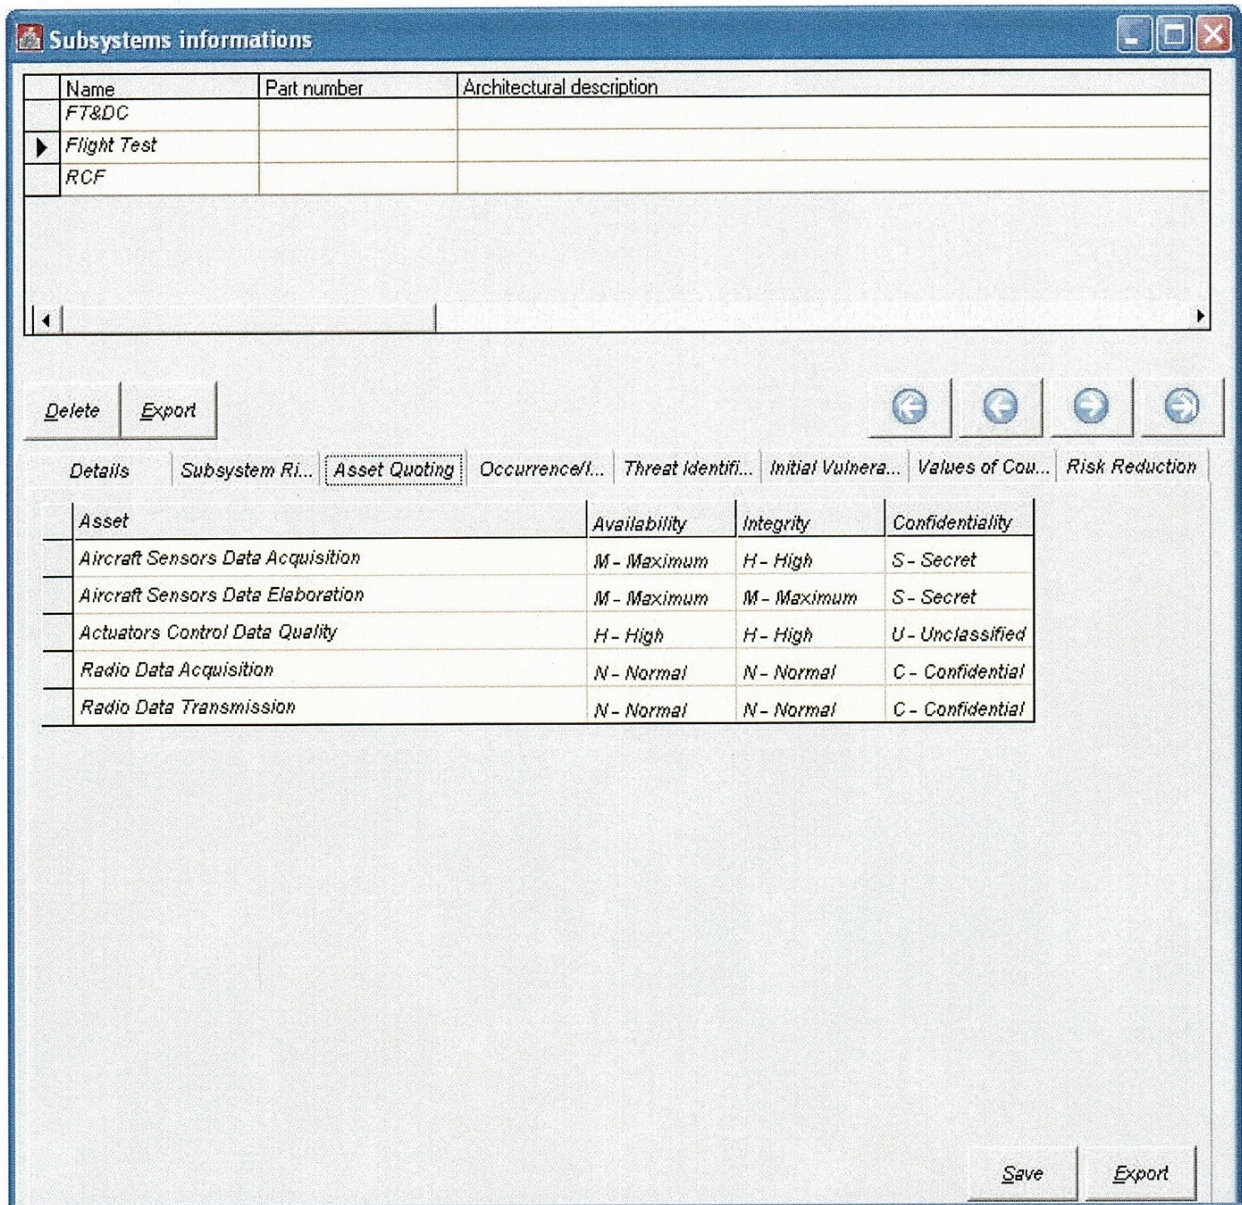 Subsystems informations
Name Part number Architectural description
FT&DC
Flight Test
RCF
Delete Export
Details Subsystem Ri... Asset Quoting Occurrence/I... Threat Identifi... Initial Vulnera... Values of Cou... Risk Reduction
Asset Availability Integrity Confidentiality
Aircraft Sensors Data Acquisition M - Maximum H - High S - Secret
Aircraft Sensors Data Elaboration M - Maximum M - Maximum S - Secret
Actuators Control Data Quality H - High H - High U - Unclassified
Radio Data Acquisition N - Normal N - Normal C - Confidential
Radio Data Transmission N - Normal N - Normal C - Confidential
Save Export